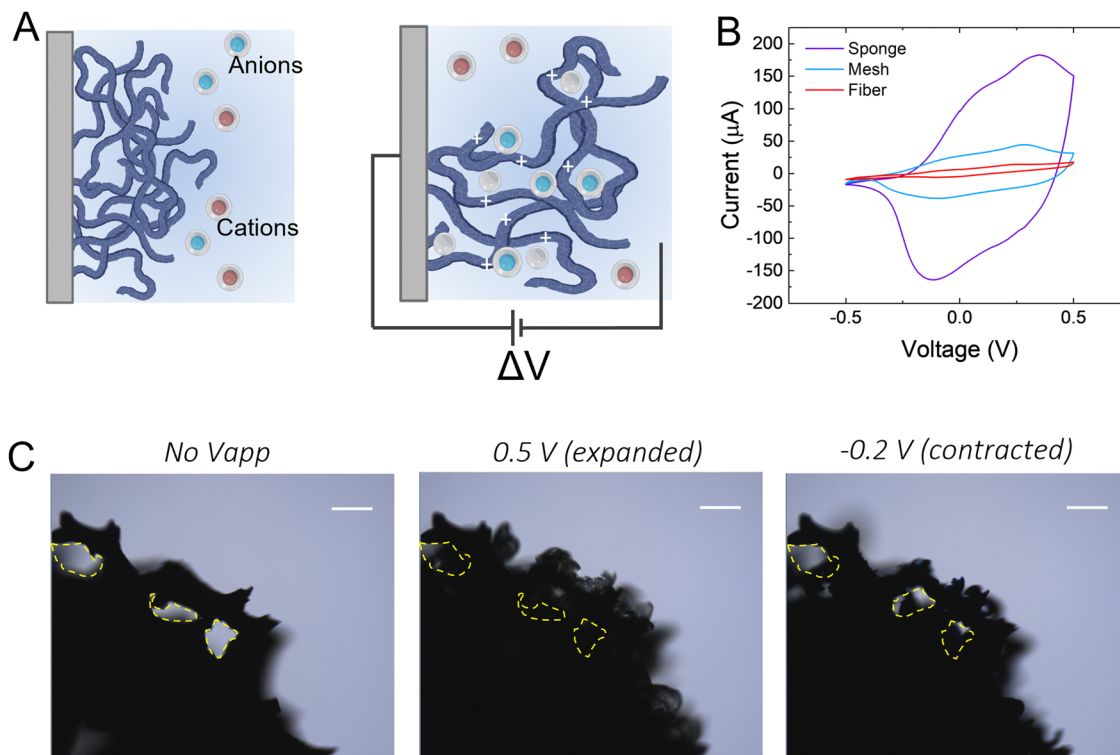 A
Anions
Cations
+
+
+
+
+
+
+
+
+
ΔV
B
Sponge
Mesh
Fiber
200
150
100
50
0
-50
-100
-150
-200
-0.5
0.0
0.5
Current (μA)
Voltage (V)
C
No Vapp
0.5 V (expanded)
-0.2 V (contracted)